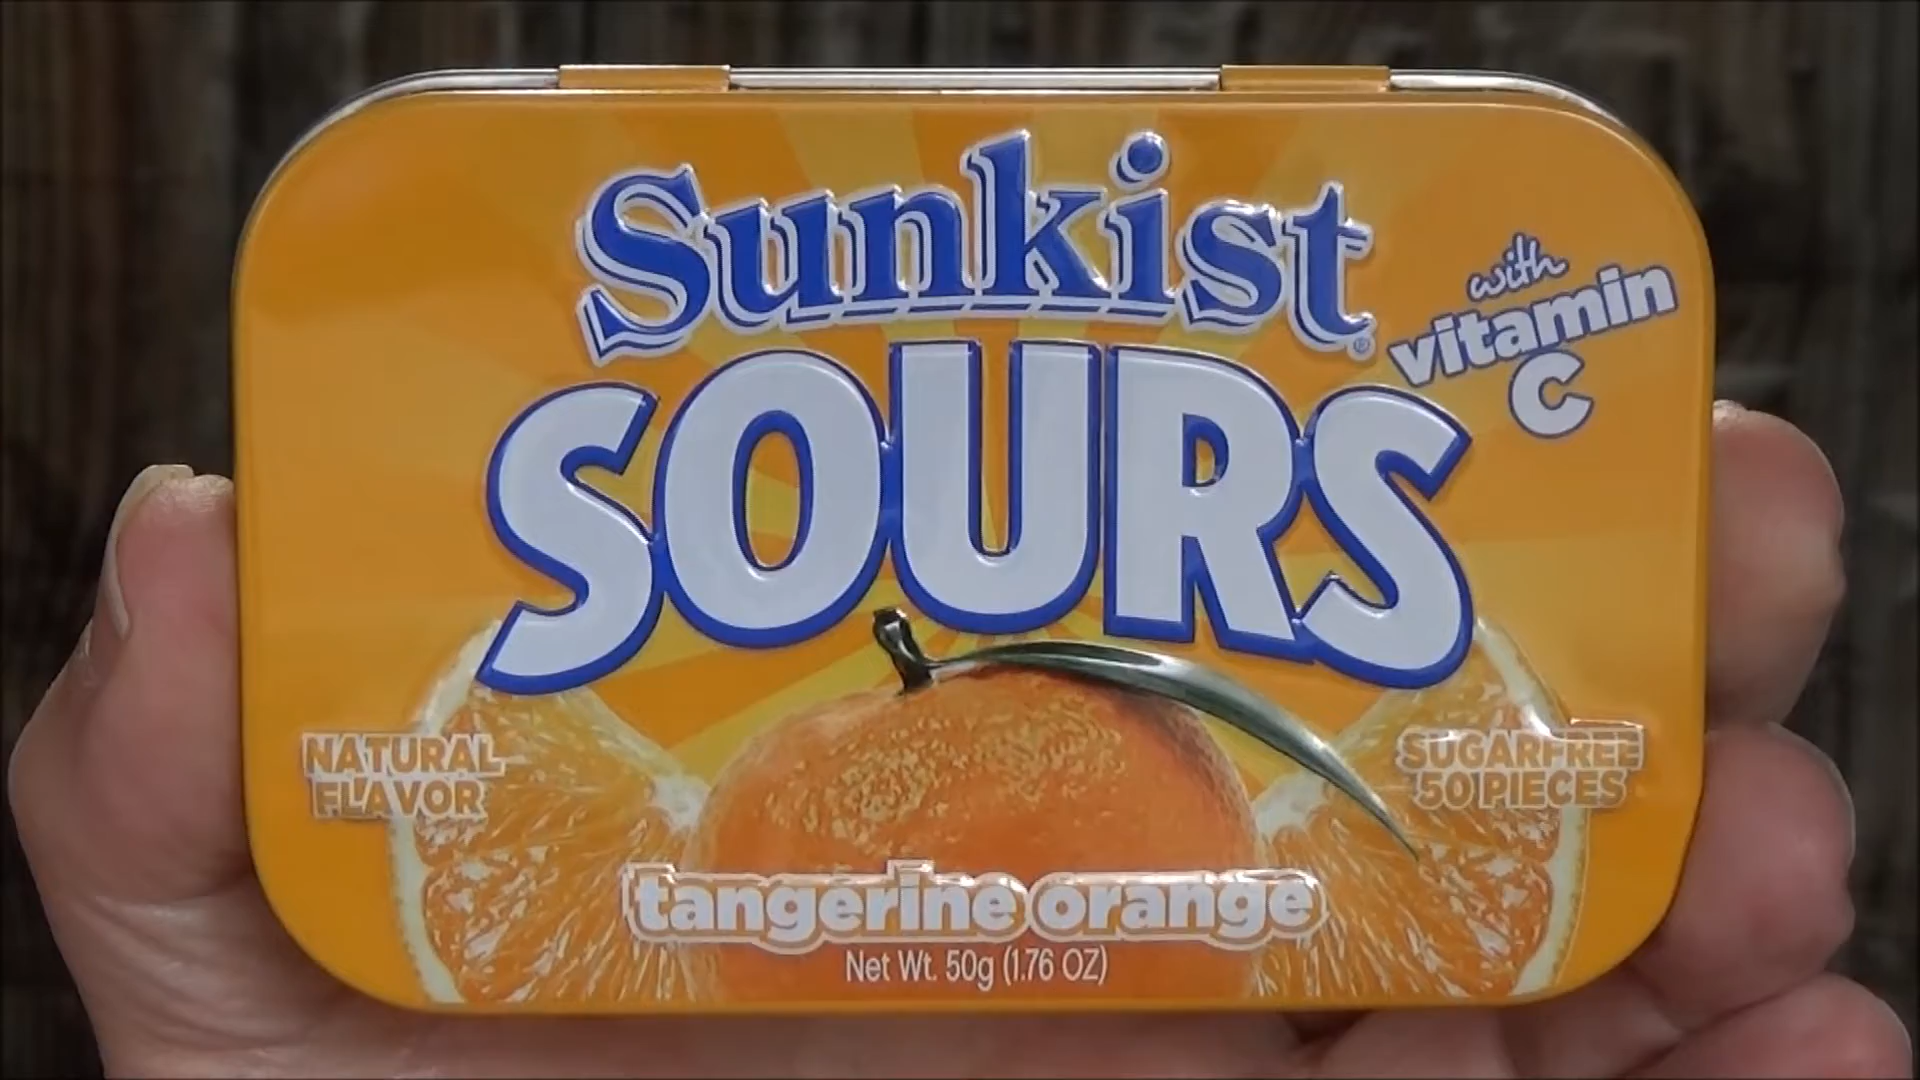 Sunkist®
SOURS
with
vitamin
C
NATURAL
FLAVOR
SUGARFREE
50 PIECES
tangerine orange
Net Wt. 50g (1.76 OZ)